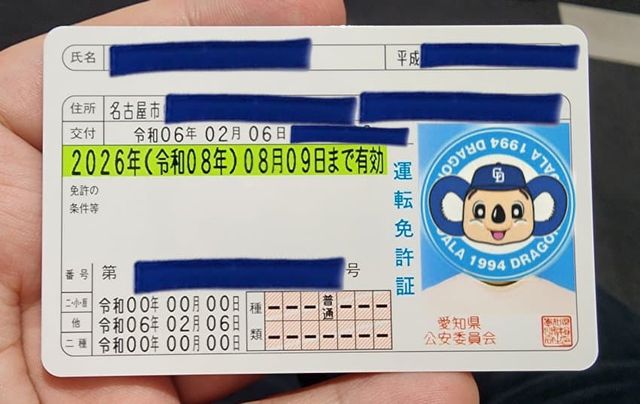 氏名 平成
住所 名古屋市
交付 令和06年 02月 06日
2026年(令和08年)08月09日まで有効
免許の
条件等
運転免許証
CD
DALA 1994 DRAGON
番号 第 号
二・小・原 令和00年 00月 00日
他 令和06年 02月 06日
二種 令和00年 00月 00日
種類 普通
愛知県
公安委員会